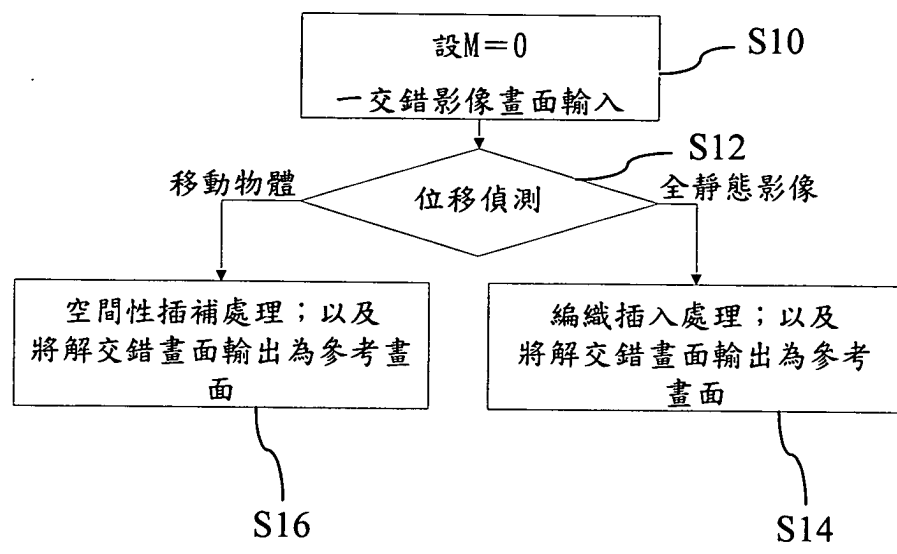 設M=0
一交錯影像畫面輸入
S10
S12
移動物體
位移偵測
全靜態影像
空間性插補處理；以及
將解交錯畫面輸出為參考畫
面
編織插入處理；以及
將解交錯畫面輸出為參考
畫面
S16
S14